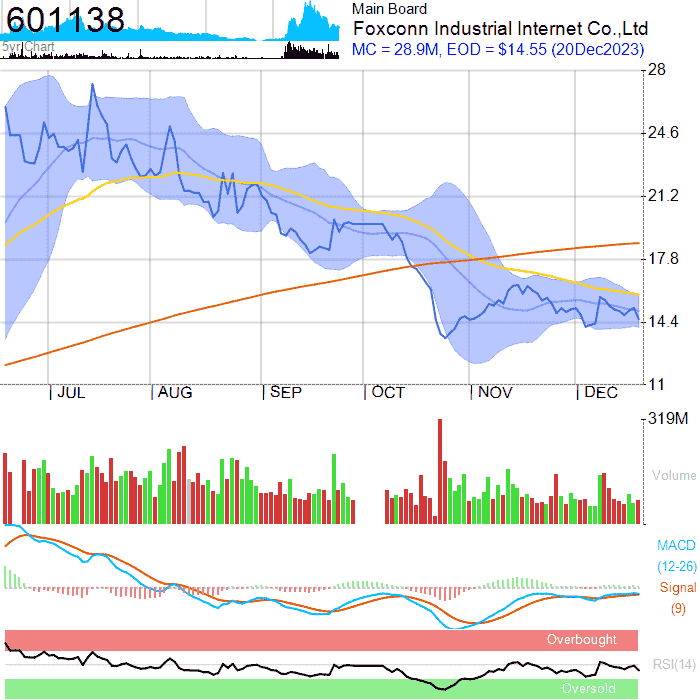 601138
5yr Chart
Main Board
Foxconn Industrial Internet Co.,Ltd
MC = 28.9M, EOD = $14.55 (20Dec2023)
28
24.6
21.2
17.8
14.4
11
JUL AUG SEP OCT NOV DEC
319M
Volume
MACD
(12-26)
Signal
(9)
Overbought
RSI(14)
Oversold